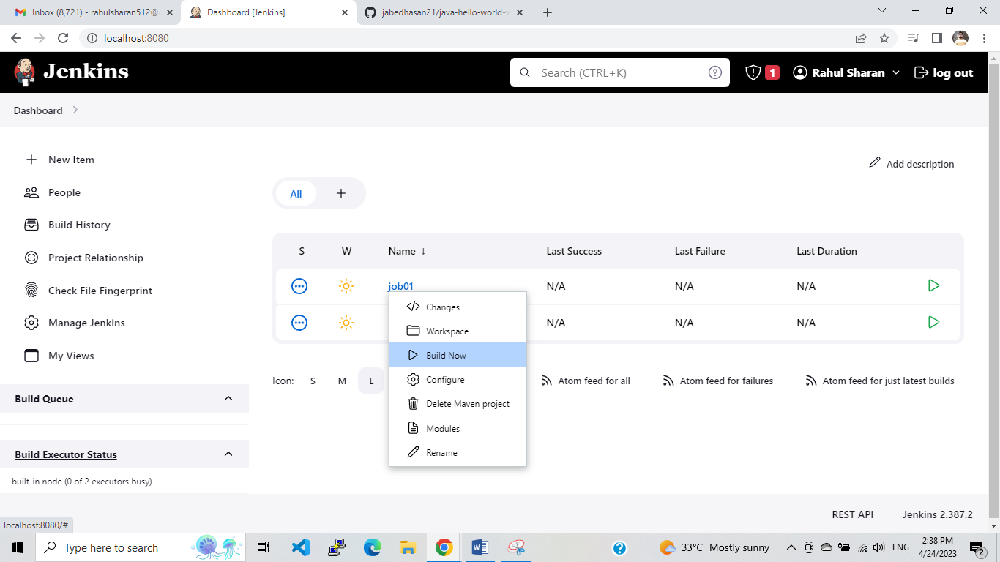 Inbox (8,721) - rahulsharan512@
Dashboard [Jenkins]
jabedhasan21/java-hello-world-
localhost:8080
Jenkins
Search (CTRL+K)
1
Rahul Sharan
log out
Dashboard
New Item
People
Build History
Project Relationship
Check File Fingerprint
Manage Jenkins
My Views
Build Queue
Build Executor Status
built-in node (0 of 2 executors busy)
Add description
All
S W Name ↓ Last Success Last Failure Last Duration
job01 N/A N/A N/A
N/A N/A N/A
Changes
Workspace
Build Now
Configure
Delete Maven project
Modules
Rename
Icon: S M L
Atom feed for all
Atom feed for failures
Atom feed for just latest builds
REST API
Jenkins 2.387.2
localhost:8080/#
Type here to search
33°C Mostly sunny
ENG
2:38 PM
4/24/2023
2